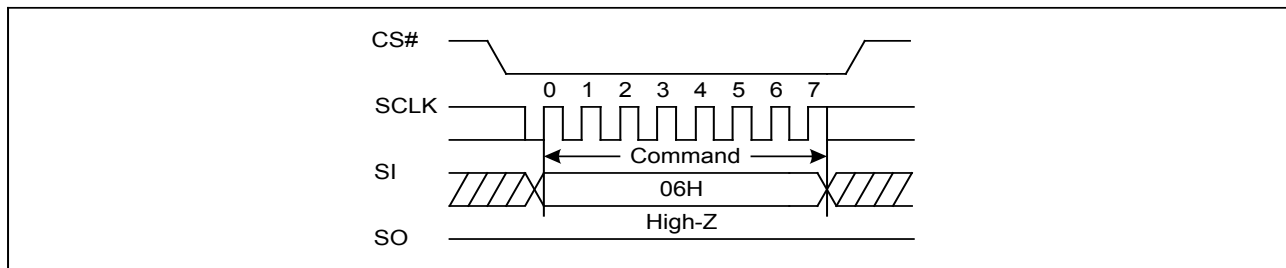 CS#
0 1 2 3 4 5 6 7
SCLK
Command
SI
06H
High-Z
SO